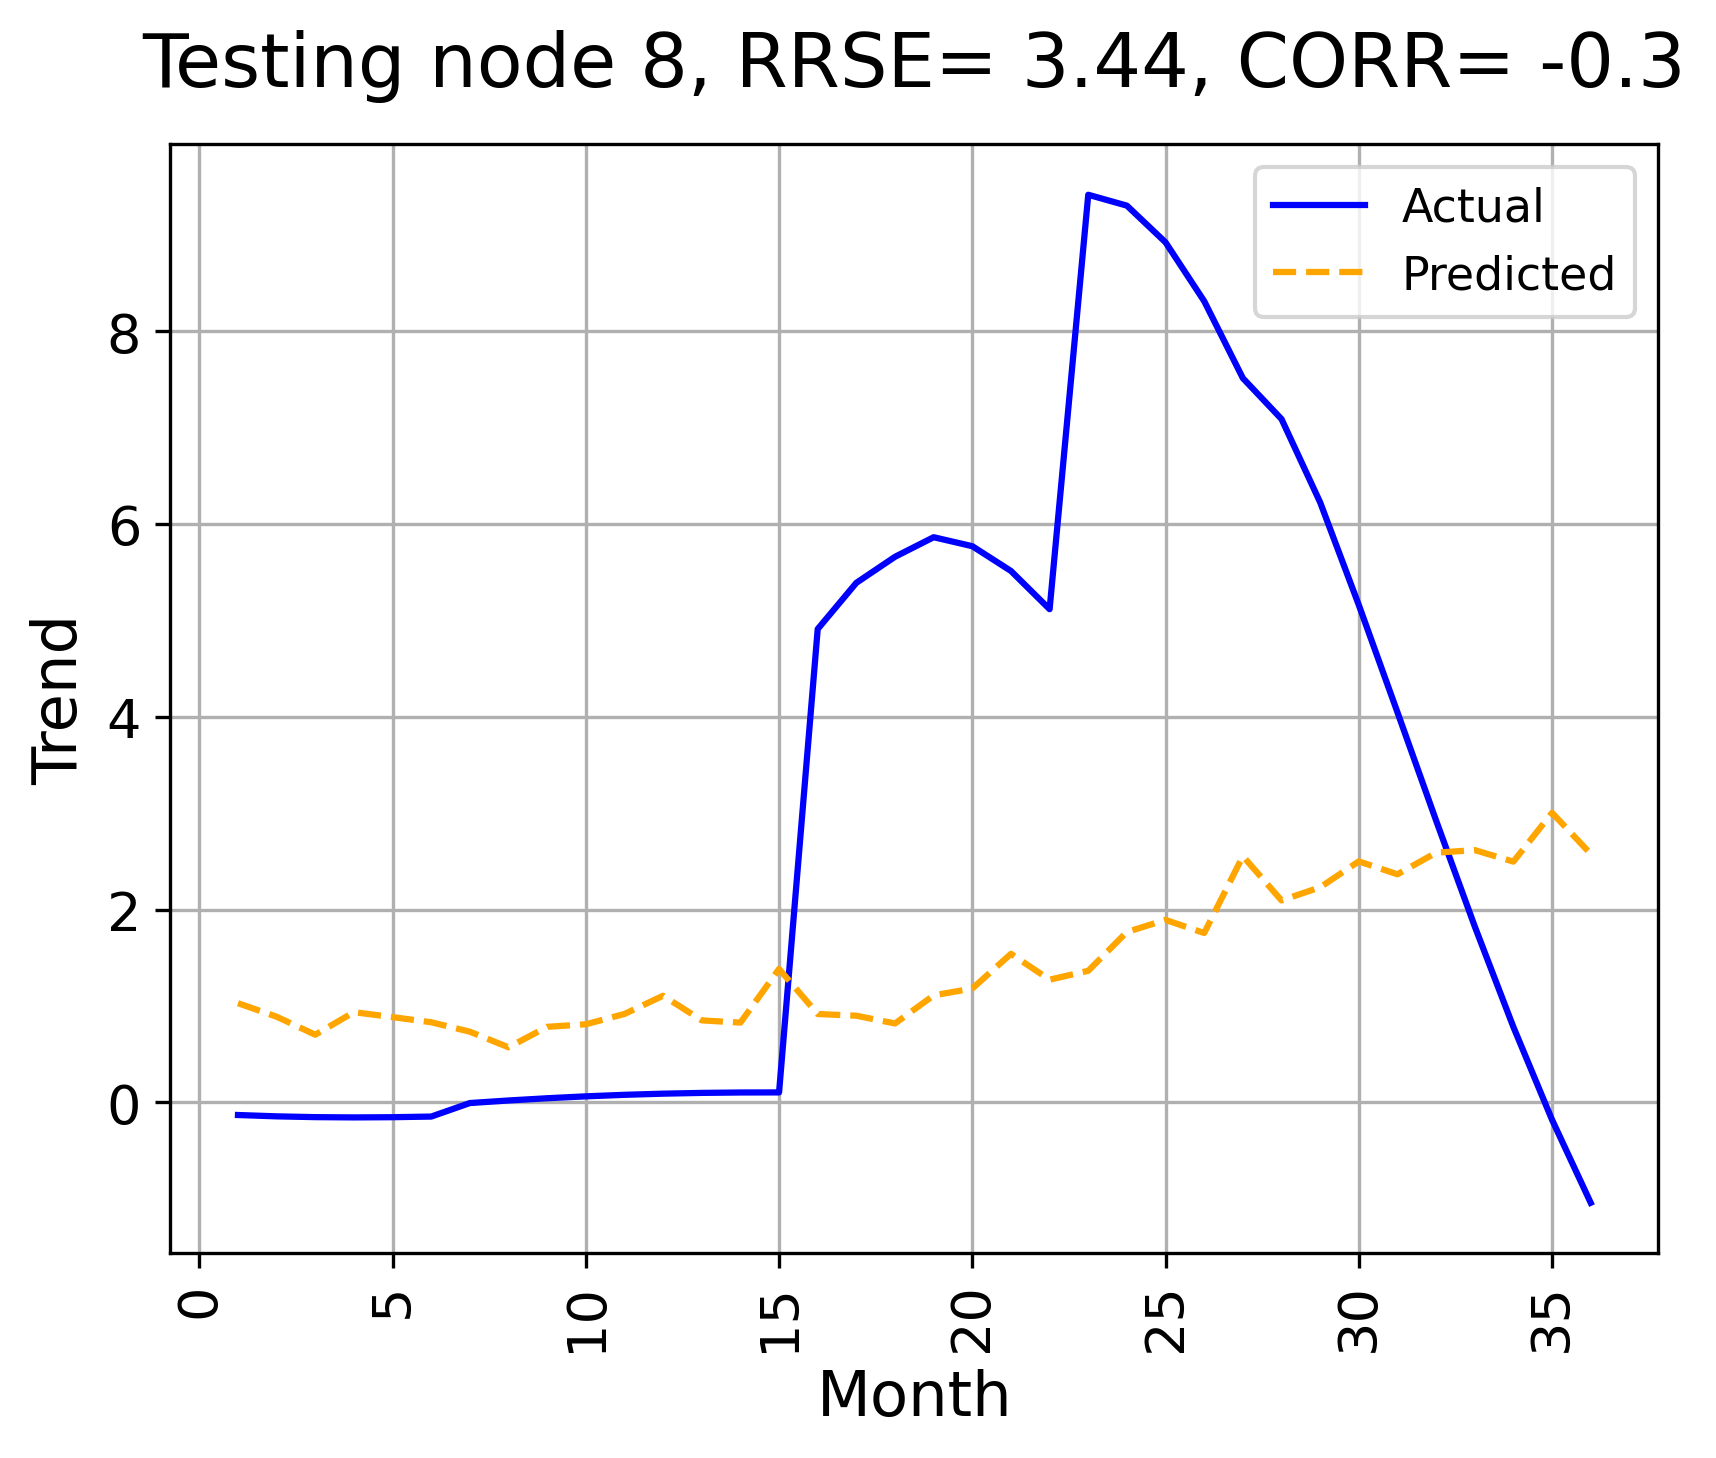 Testing node 8, RRSE= 3.44, CORR= -0.3
Actual
Predicted
Trend
8
6
4
2
0
0 5 10 15 20 25 30 35
Month